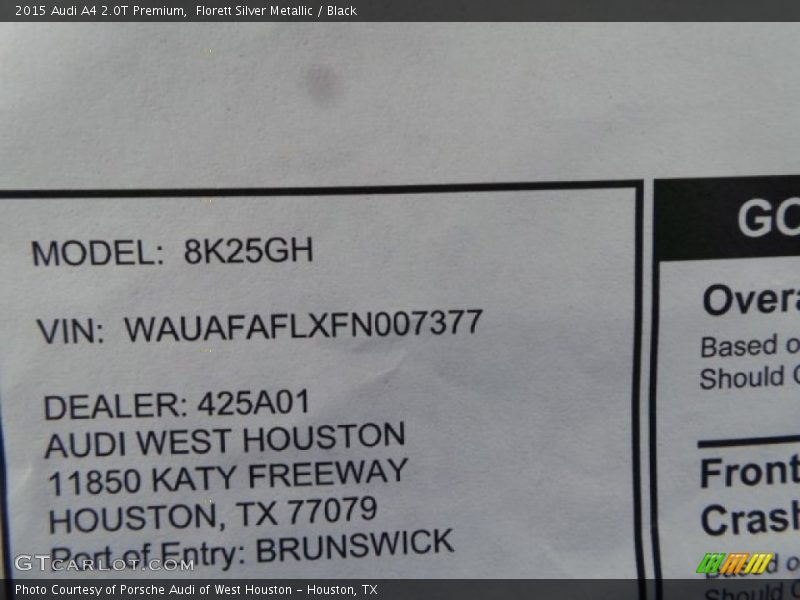 2015 Audi A4 2.0T Premium, Florett Silver Metallic / Black
MODEL: 8K25GH
VIN: WAUAFAFLXFN007377
DEALER: 425A01
AUDI WEST HOUSTON
11850 KATY FREEWAY
HOUSTON, TX 77079
Port of Entry: BRUNSWICK
GO
Overa
Based o
Should C
Front
Crash
Based o
Should C
GTcarlot.com
Photo Courtesy of Porsche Audi of West Houston - Houston, TX